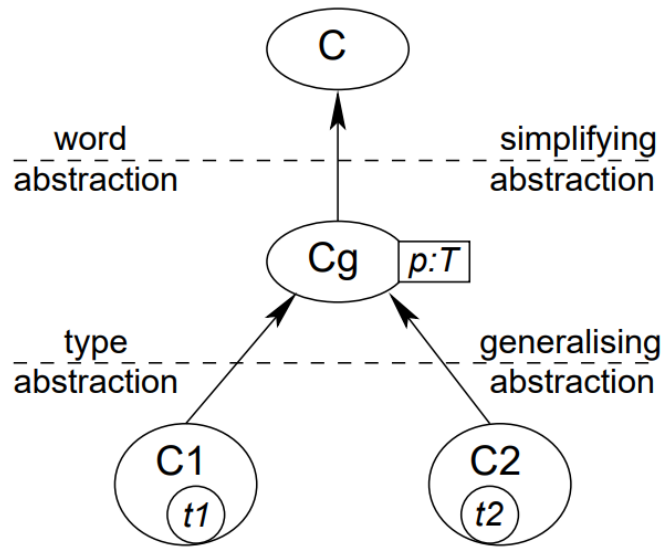 C
word simplifying
abstraction abstraction
Cg p:T
type generalising
abstraction abstraction
C1 C2
t1 t2